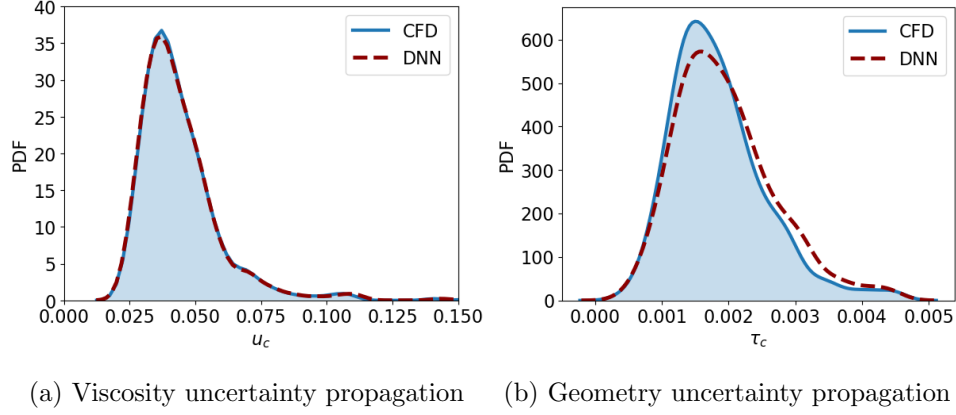 40
35
30
25
20
15
10
5
0
PDF
0.000
0.025
0.050
0.075
0.100
0.125
0.150
u_c
CFD
DNN
600
500
400
300
200
100
0
PDF
0.000
0.001
0.002
0.003
0.004
0.005
τ_c
CFD
DNN
(a) Viscosity uncertainty propagation
(b) Geometry uncertainty propagation